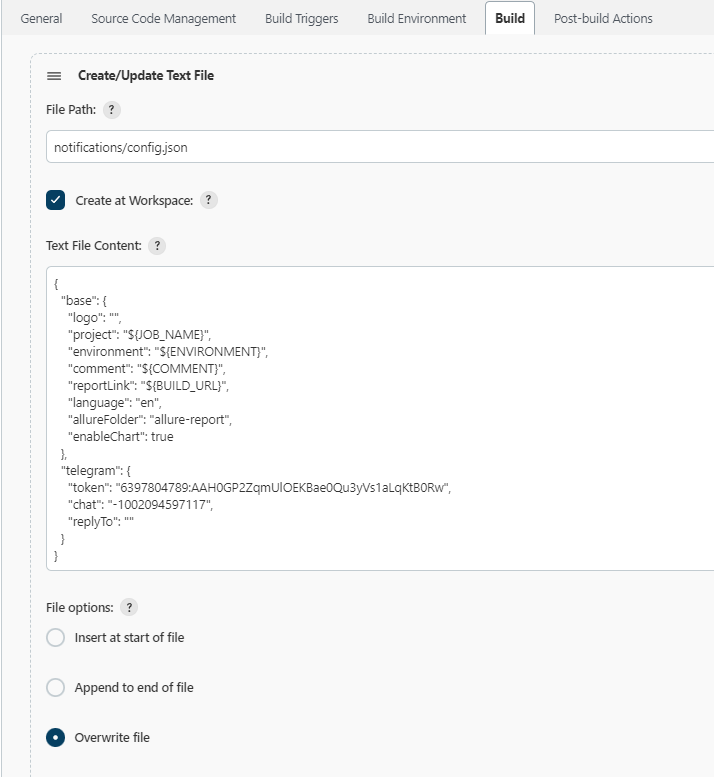 General Source Code Management Build Triggers Build Environment Build Post-build Actions
Create/Update Text File
File Path: ?
notifications/config.json
Create at Workspace: ?
Text File Content: ?
{
"base": {
"logo": "",
"project": "${JOB_NAME}",
"environment": "${ENVIRONMENT}",
"comment": "${COMMENT}",
"reportLink": "${BUILD_URL}",
"language": "en",
"allureFolder": "allure-report",
"enableChart": true
},
"telegram": {
"token":
"chat": "-1002094597117",
"replyTo": ""
}
}
File options: ?
Insert at start of file
Append to end of file
Overwrite file